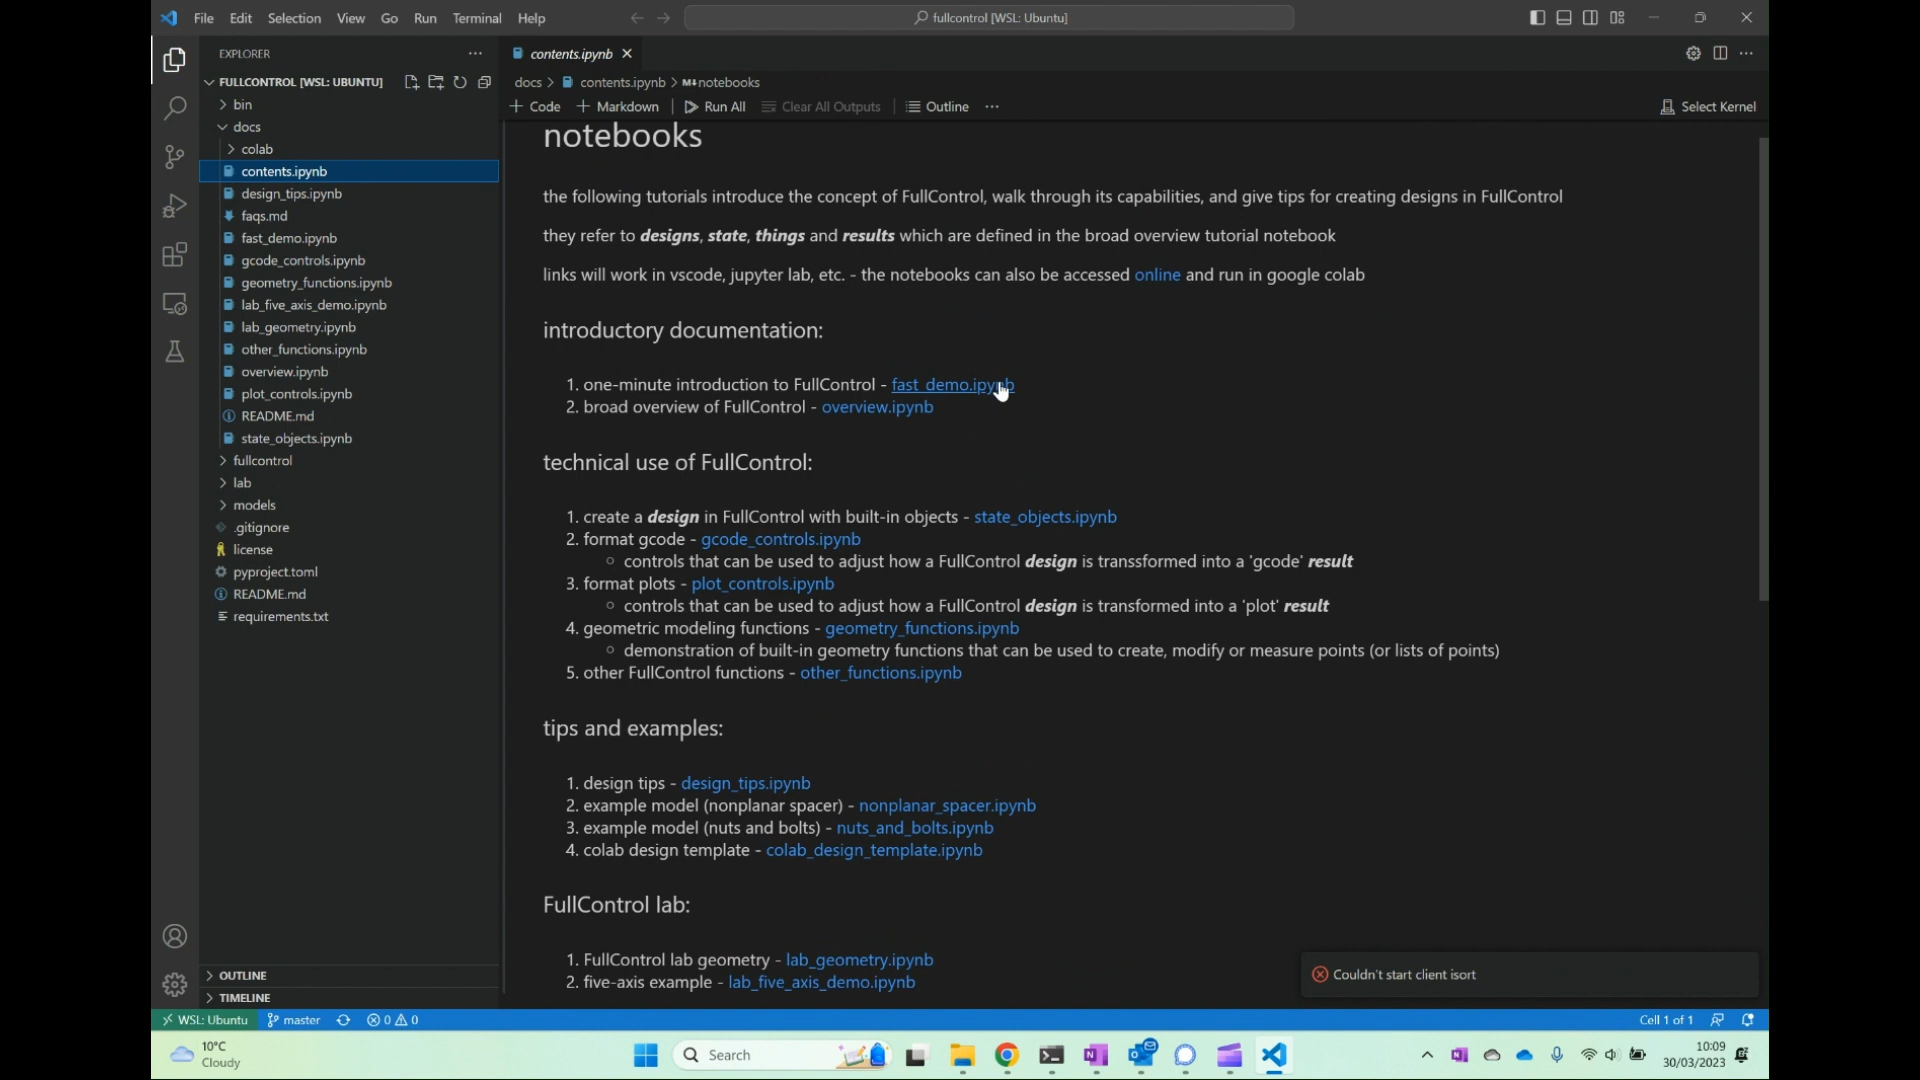 File Edit Selection View Go Run Terminal Help
fullcontrol [WSL: Ubuntu]
EXPLORER
FULLCONTROL [WSL: UBUNTU]
bin
docs
colab
contents.ipynb
design_tips.ipynb
faqs.md
fast_demo.ipynb
gcode_controls.ipynb
geometry_functions.ipynb
lab_five_axis_demo.ipynb
lab_geometry.ipynb
other_functions.ipynb
overview.ipynb
plot_controls.ipynb
README.md
state_objects.ipynb
fullcontrol
lab
models
.gitignore
license
pyproject.toml
README.md
requirements.txt
OUTLINE
TIMELINE
contents.ipynb
docs > contents.ipynb > M↓notebooks
+ Code + Markdown Run All Clear All Outputs Outline ··· Select Kernel
notebooks
the following tutorials introduce the concept of FullControl, walk through its capabilities, and give tips for creating designs in FullControl
they refer to designs, state, things and results which are defined in the broad overview tutorial notebook
links will work in vscode, jupyter lab, etc. - the notebooks can also be accessed online and run in google colab
introductory documentation:
1. one-minute introduction to FullControl - fast_demo.ipynb
2. broad overview of FullControl - overview.ipynb
technical use of FullControl:
1. create a design in FullControl with built-in objects - state_objects.ipynb
2. format gcode - gcode_controls.ipynb
controls that can be used to adjust how a FullControl design is transsformed into a 'gcode' result
3. format plots - plot_controls.ipynb
controls that can be used to adjust how a FullControl design is transformed into a 'plot' result
4. geometric modeling functions - geometry_functions.ipynb
demonstration of built-in geometry functions that can be used to create, modify or measure points (or lists of points)
5. other FullControl functions - other_functions.ipynb
tips and examples:
1. design tips - design_tips.ipynb
2. example model (nonplanar spacer) - nonplanar_spacer.ipynb
3. example model (nuts and bolts) - nuts_and_bolts.ipynb
4. colab design template - colab_design_template.ipynb
FullControl lab:
1. FullControl lab geometry - lab_geometry.ipynb
2. five-axis example - lab_five_axis_demo.ipynb
Couldn't start client isort
WSL: Ubuntu master 0 0 Cell 1 of 1
10°C
Cloudy
Search
10:09
30/03/2023